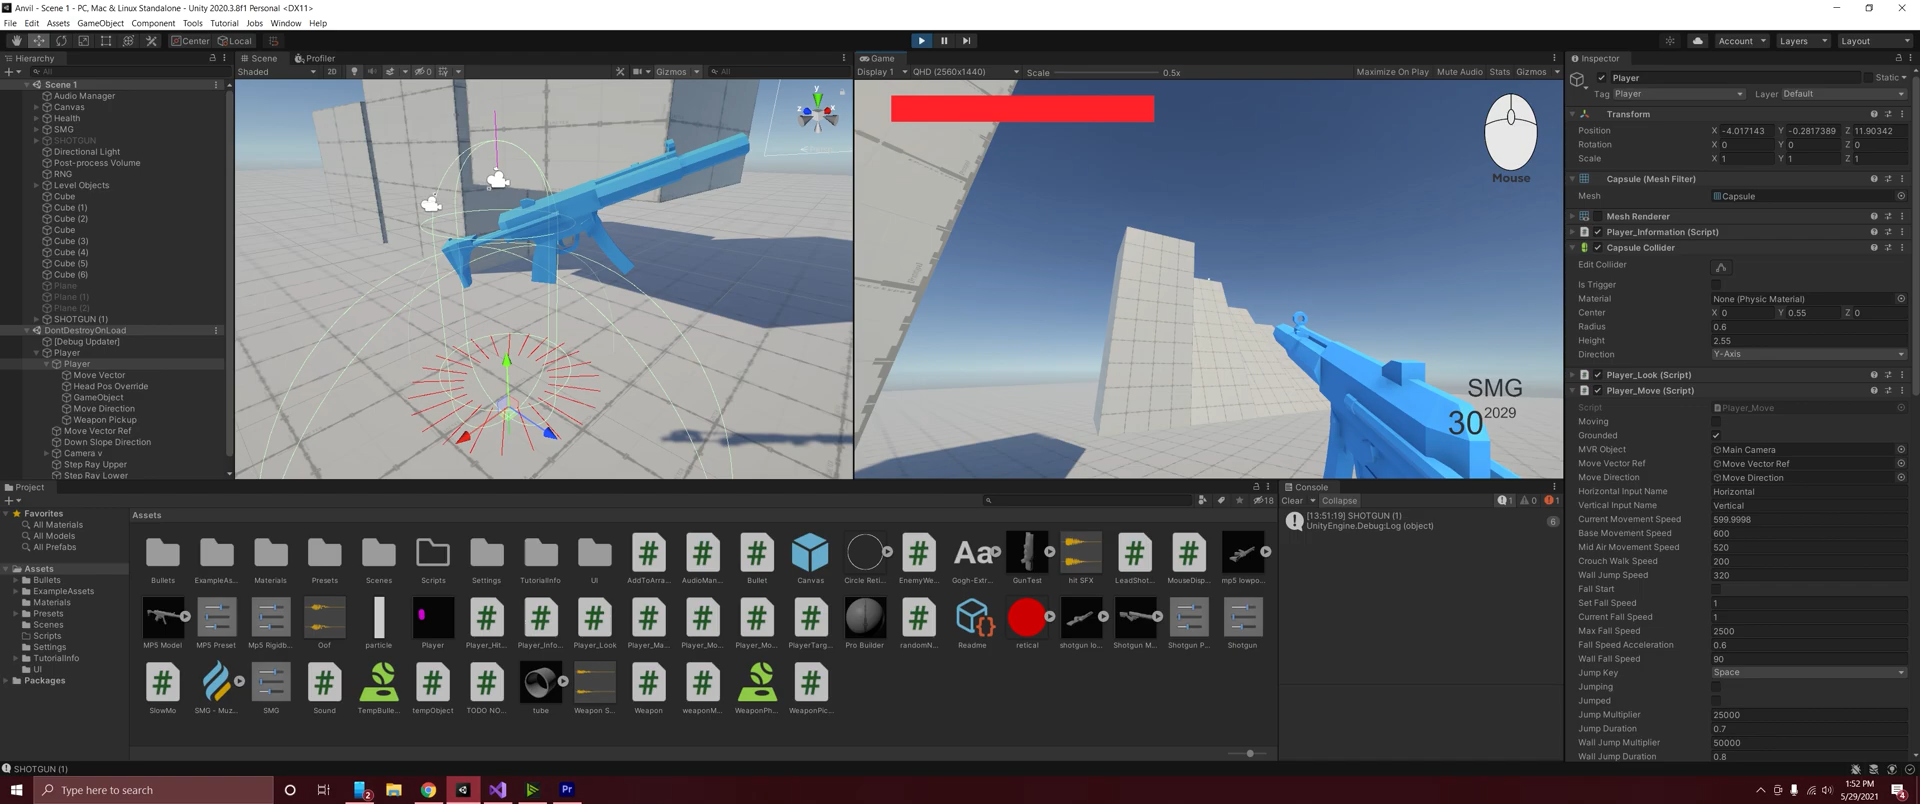 Anvil - Scene 1 - PC, Mac & Linux Standalone - Unity 2020.3.8f1 Personal <DX11>
File Edit Assets GameObject Component Tools Tutorial Jobs Window Help
Center Local
Account Layers Layout
Hierarchy
All
Scene 1
Audio Manager
Canvas
Health
SMG
SHOTGUN
Directional Light
Post-process Volume
RNG
Level Objects
Cube
Cube (1)
Cube (2)
Cube
Cube (3)
Cube (4)
Cube (5)
Cube (6)
Plane
Plane (1)
Plane (2)
SHOTGUN (1)
DontDestroyOnLoad
[Debug Updater]
Player
Player
Move Vector
Head Pos Override
GameObject
Move Direction
Weapon Pickup
Move Vector Ref
Down Slope Direction
Camera v
Step Ray Upper
Step Ray Lower
Scene Profiler
Shaded 2D 0 Gizmos All
y
z x
Game
Display 1 QHD (2560x1440) Scale 0.5x Maximize On Play Mute Audio Stats Gizmos
Mouse
SMG
30 2029
Inspector
Player Static
Tag Player Layer Default
Transform
Position X -4.017143 Y -0.2817389 Z 11.90342
Rotation X 0 Y 0 Z 0
Scale X 1 Y 1 Z 1
Capsule (Mesh Filter)
Mesh Capsule
Mesh Renderer
Player_Information (Script)
Capsule Collider
Edit Collider
Is Trigger
Material None (Physic Material)
Center X 0 Y 0.55 Z 0
Radius 0.6
Height 2.55
Direction Y-Axis
Player_Look (Script)
Player_Move (Script)
Script Player_Move
Moving
Grounded
MVR Object Main Camera
Move Vector Ref Move Vector Ref
Move Direction Move Direction
Horizontal Input Name Horizontal
Vertical Input Name Vertical
Current Movement Speed 599.9998
Base Movement Speed 600
Mid Air Movement Speed 520
Crouch Walk Speed 200
Wall Jump Speed 320
Fall Start
Set Fall Speed 1
Current Fall Speed 1
Max Fall Speed 2500
Fall Speed Acceleration 0.6
Wall Fall Speed 90
Jump Key Space
Jumping
Jumped
Jump Multiplier 25000
Jump Duration 0.7
Wall Jump Multiplier 50000
Wall Jump Duration 0.8
Project
18
Favorites
All Materials
All Models
All Prefabs
Assets
Bullets
ExampleAssets
Materials
Presets
Scenes
Scripts
Settings
TutorialInfo
UI
Packages
Assets
Bullets ExampleAs... Materials Presets Scenes Scripts Settings TutorialInfo UI AddToArra... AudioMan... Bullet Canvas Circle Reti... EnemyWe... Gogh-Extr... GunTest hit SFX LeadShot... MouseDisp... mp5 lowpo...
MP5 Model MP5 Preset Mp5 Rigidb... Oof particle Player Player_Hit... Player_Info... Player_Look Player_Ma... Player_Mo... Player_Mo... PlayerTarg... Pro Builder randomN... Readme retical shotgun lo... Shotgun M... Shotgun P... Shotgun
SlowMo SMG - Muz... SMG Sound TempBulle... tempObject TODO NO... tube Weapon S... Weapon weaponM... WeaponPh... WeaponPic...
Console
Clear Collapse 1 0 1
[13:51:19] SHOTGUN (1)
UnityEngine.Debug:Log (object)
6
SHOTGUN (1)
Type here to search
2
Pr
1:52 PM
5/29/2021
4